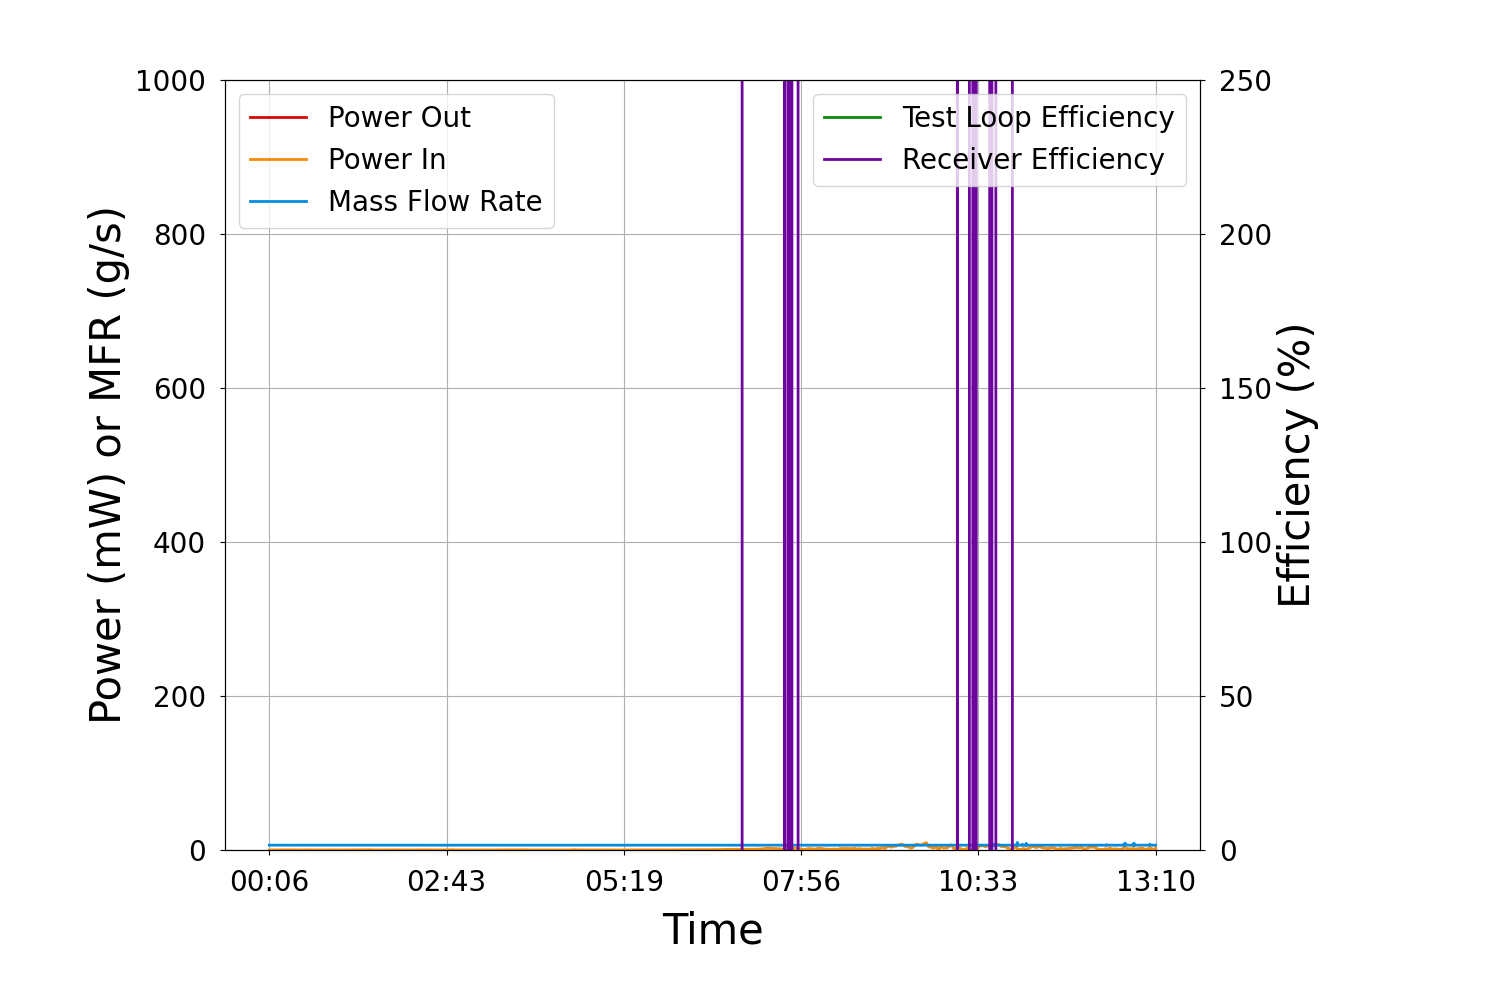 Power (mW) or MFR (g/s)
1000
800
600
400
200
0
Power Out
Power In
Mass Flow Rate
Test Loop Efficiency
Receiver Efficiency
250
200
150
100
50
0
Efficiency (%)
00:06 02:43 05:19 07:56 10:33 13:10
Time